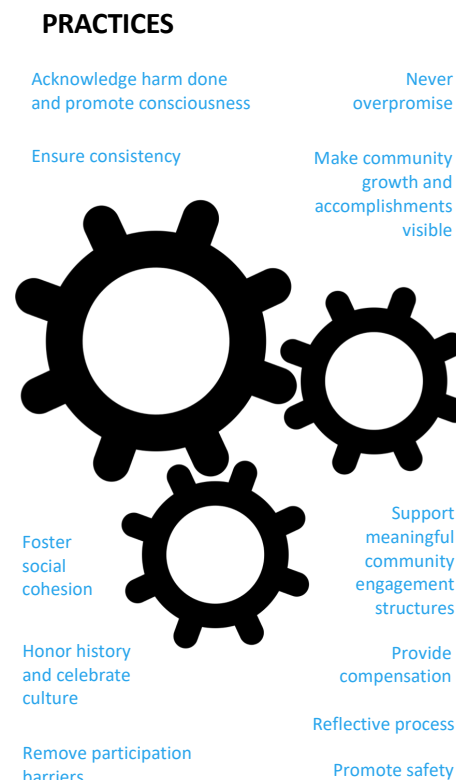 PRACTICES
Acknowledge harm done
and promote consciousness
Never
overpromise
Ensure consistency
Make community
growth and
accomplishments
visible
Foster
social
cohesion
Support
meaningful
community
engagement
structures
Honor history
and celebrate
culture
Provide
compensation
Reflective process
Remove participation
barriers
Promote safety